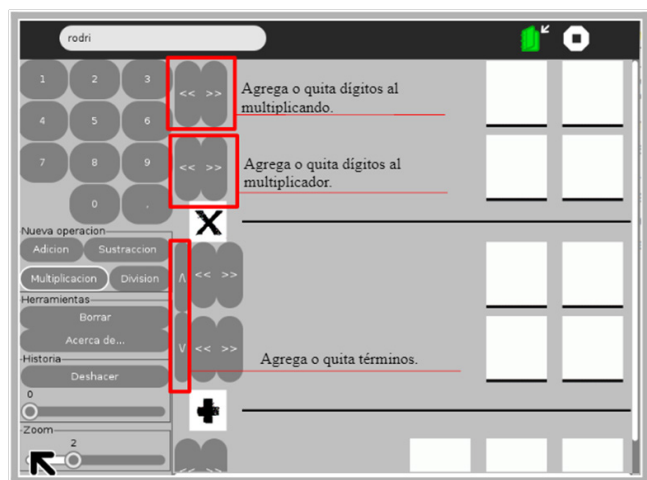 rodri
1 2 3
<< >>
Agrega o quita dígitos al
multiplicando.
4 5 6
7 8 9
<< >>
Agrega o quita dígitos al
multiplicador.
0 .
X
Nueva operacion
Adicion Sustraccion
Multiplicacion Division
Λ << >>
Herramientas
Borrar
Acerca de...
V << >>
Agrega o quita términos.
Historia
Deshacer
0
+
Zoom
2
<< >>